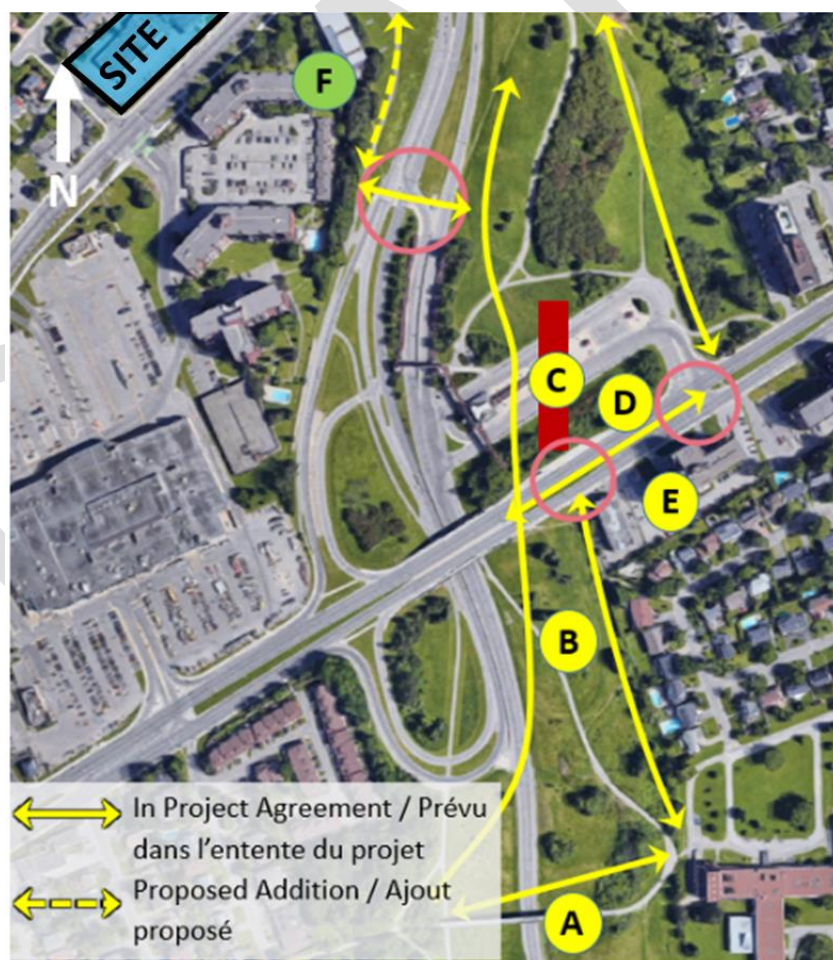 SITE
F
N
C
D
E
B
In Project Agreement / Prévu
dans l’entente du projet
Proposed Addition / Ajout
proposé
A